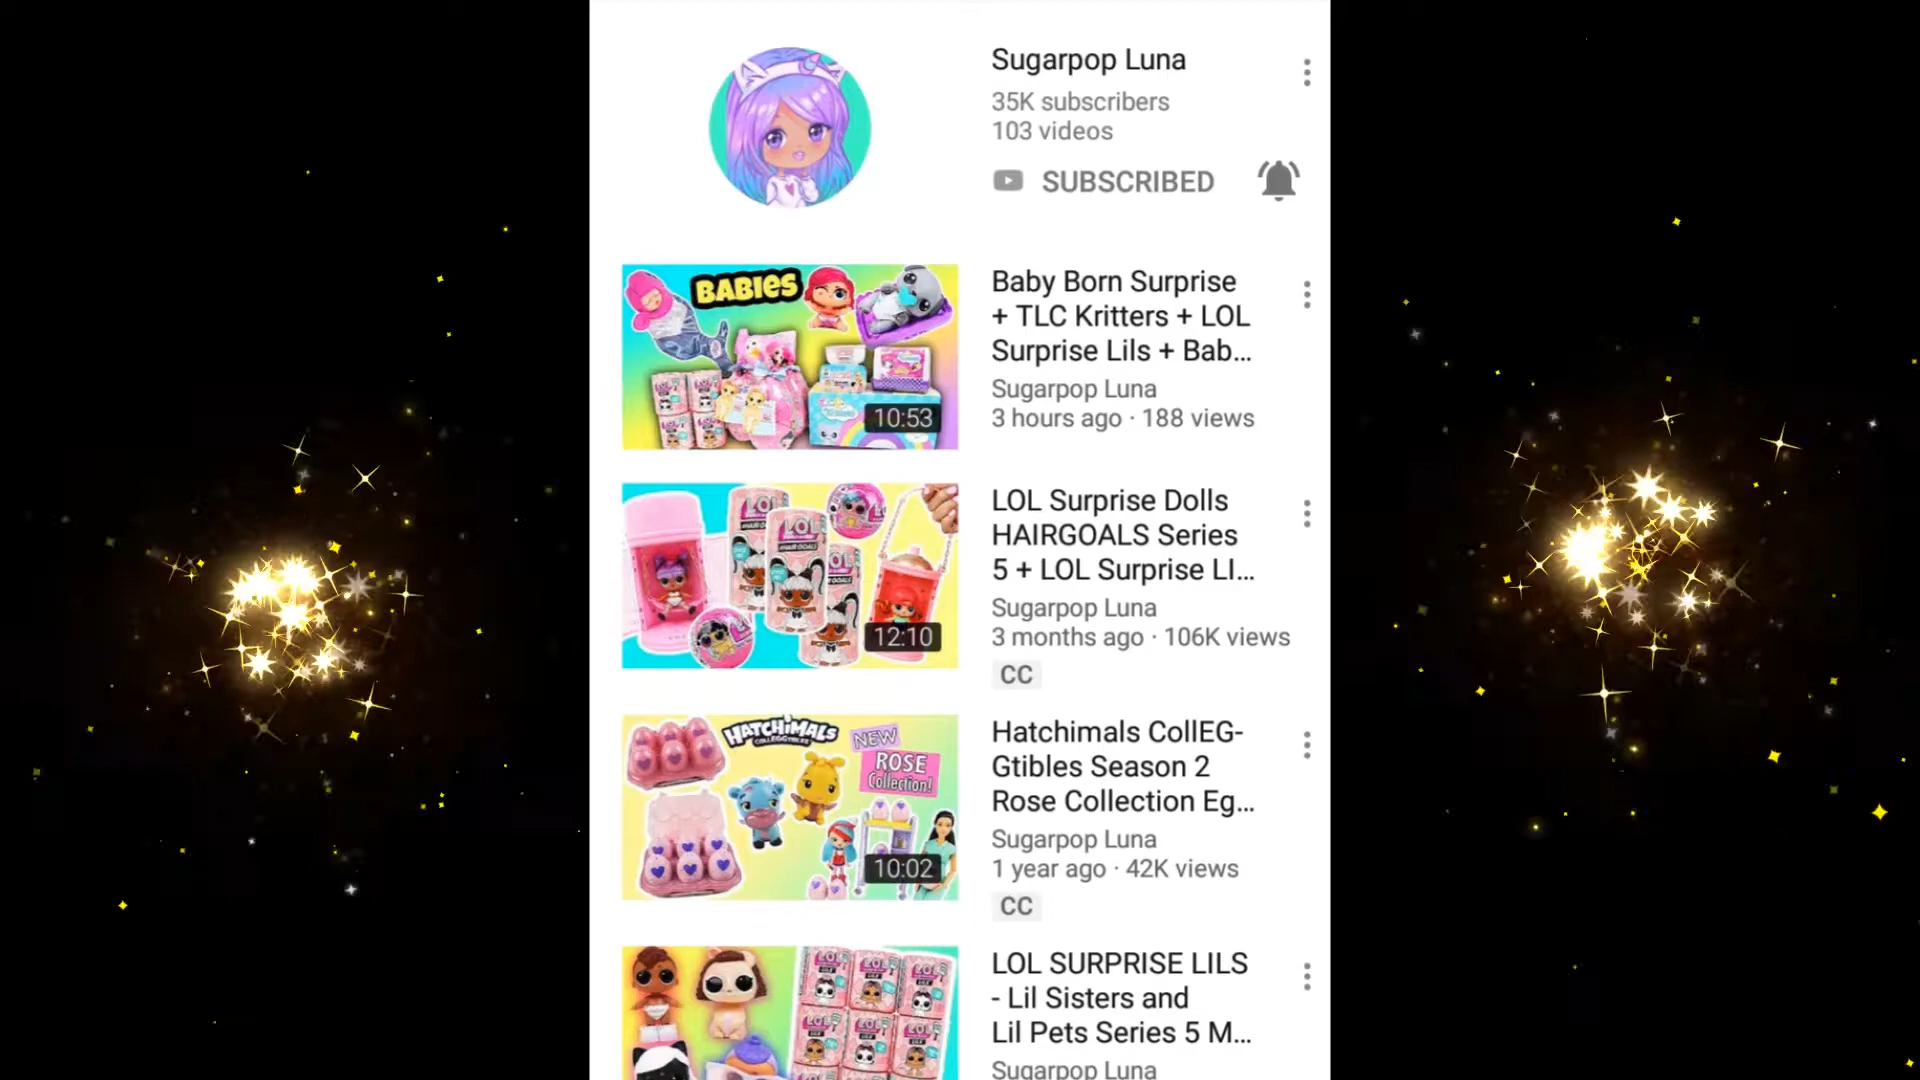 Sugarpop Luna
35K subscribers
103 videos
SUBSCRIBED
BABIES
10:53
Baby Born Surprise
+ TLC Kritters + LOL
Surprise Lils + Bab...
Sugarpop Luna
3 hours ago · 188 views
LOL
#HAIRGOALS
12:10
LOL Surprise Dolls
HAIRGOALS Series
5 + LOL Surprise LI...
Sugarpop Luna
3 months ago · 106K views
CC
HATCHIMALS
COLLEGGTIBLES
NEW
ROSE
Collection!
10:02
Hatchimals CollEG-
Gtibles Season 2
Rose Collection Eg...
Sugarpop Luna
1 year ago · 42K views
CC
LOL SURPRISE LILS
- Lil Sisters and
Lil Pets Series 5 M...
Sugarpop Luna